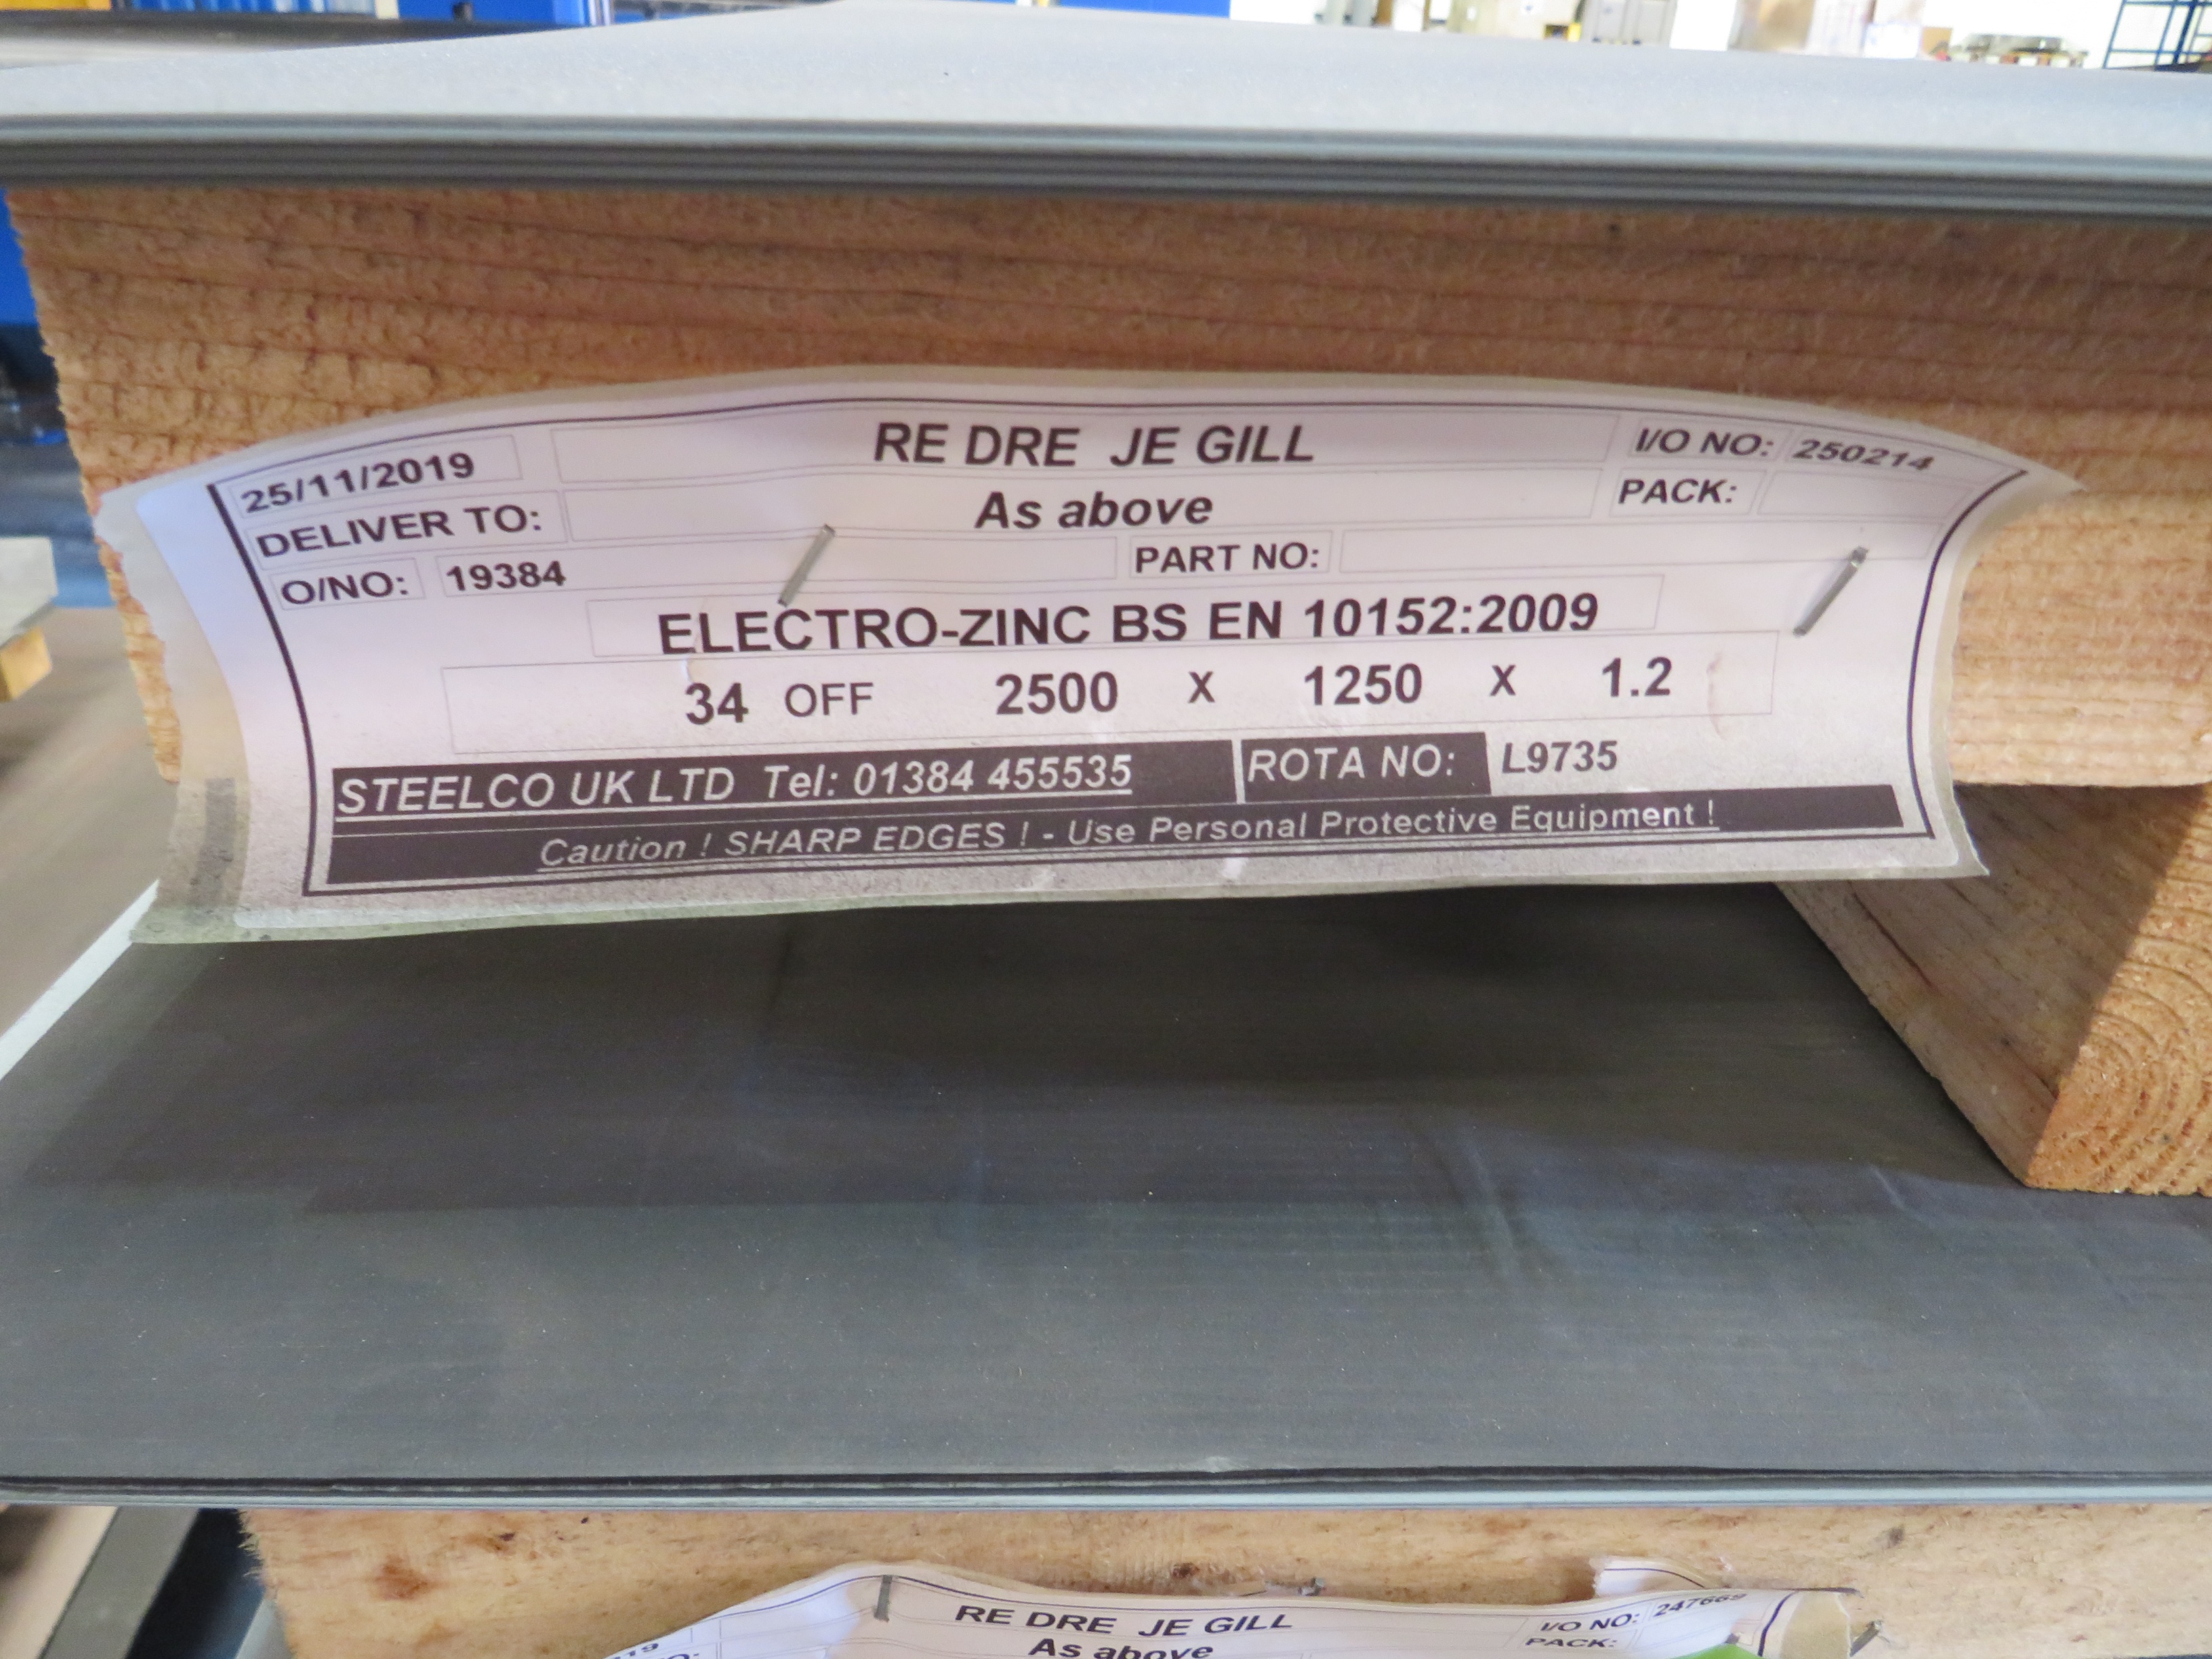 25/11/2019 RE DRE JE GILL I/O NO: 250214
DELIVER TO: As above PACK:
O/NO: 19384 PART NO:
ELECTRO-ZINC BS EN 10152:2009
34 OFF 2500 X 1250 X 1.2
STEELCO UK LTD Tel: 01384 455535 ROTA NO: L9735
Caution ! SHARP EDGES ! - Use Personal Protective Equipment !
RE DRE JE GILL I/O NO: 247669
As above PACK: